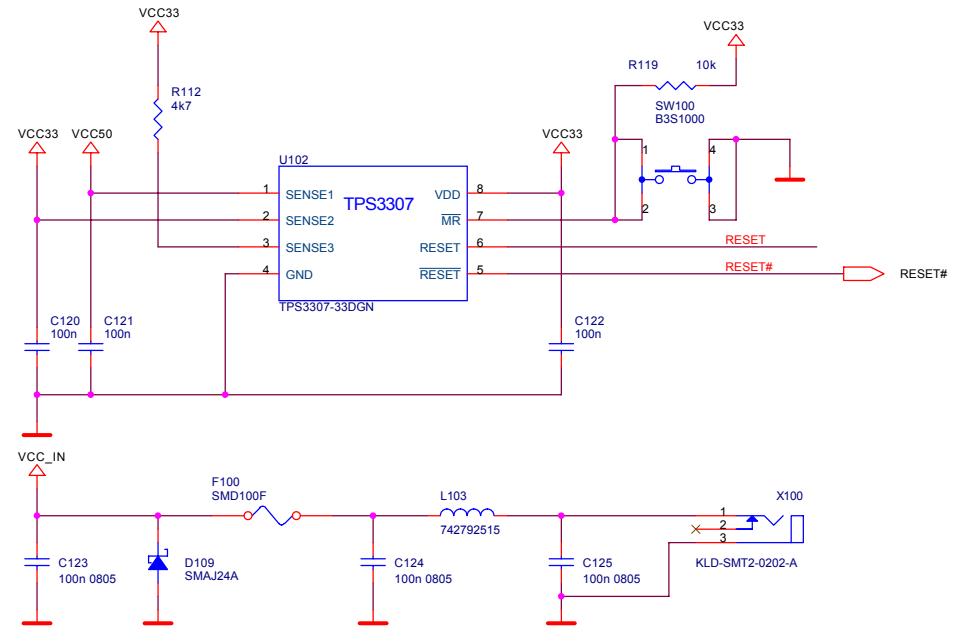 VCC33
VCC33
R119 10k
R112
4k7
SW100
B3S1000
VCC33 VCC50
VCC33
1 4
2 3
U102
TPS3307
1 SENSE1
2 SENSE2
3 SENSE3
4 GND
VDD 8
MR 7
RESET 6
RESET 5
TPS3307-33DGN
RESET
RESET#
RESET#
C120
100n
C121
100n
C122
100n
VCC_IN
F100
SMD100F
L103
742792515
X100
1
2
3
KLD-SMT2-0202-A
C123
100n 0805
D109
SMAJ24A
C124
100n 0805
C125
100n 0805